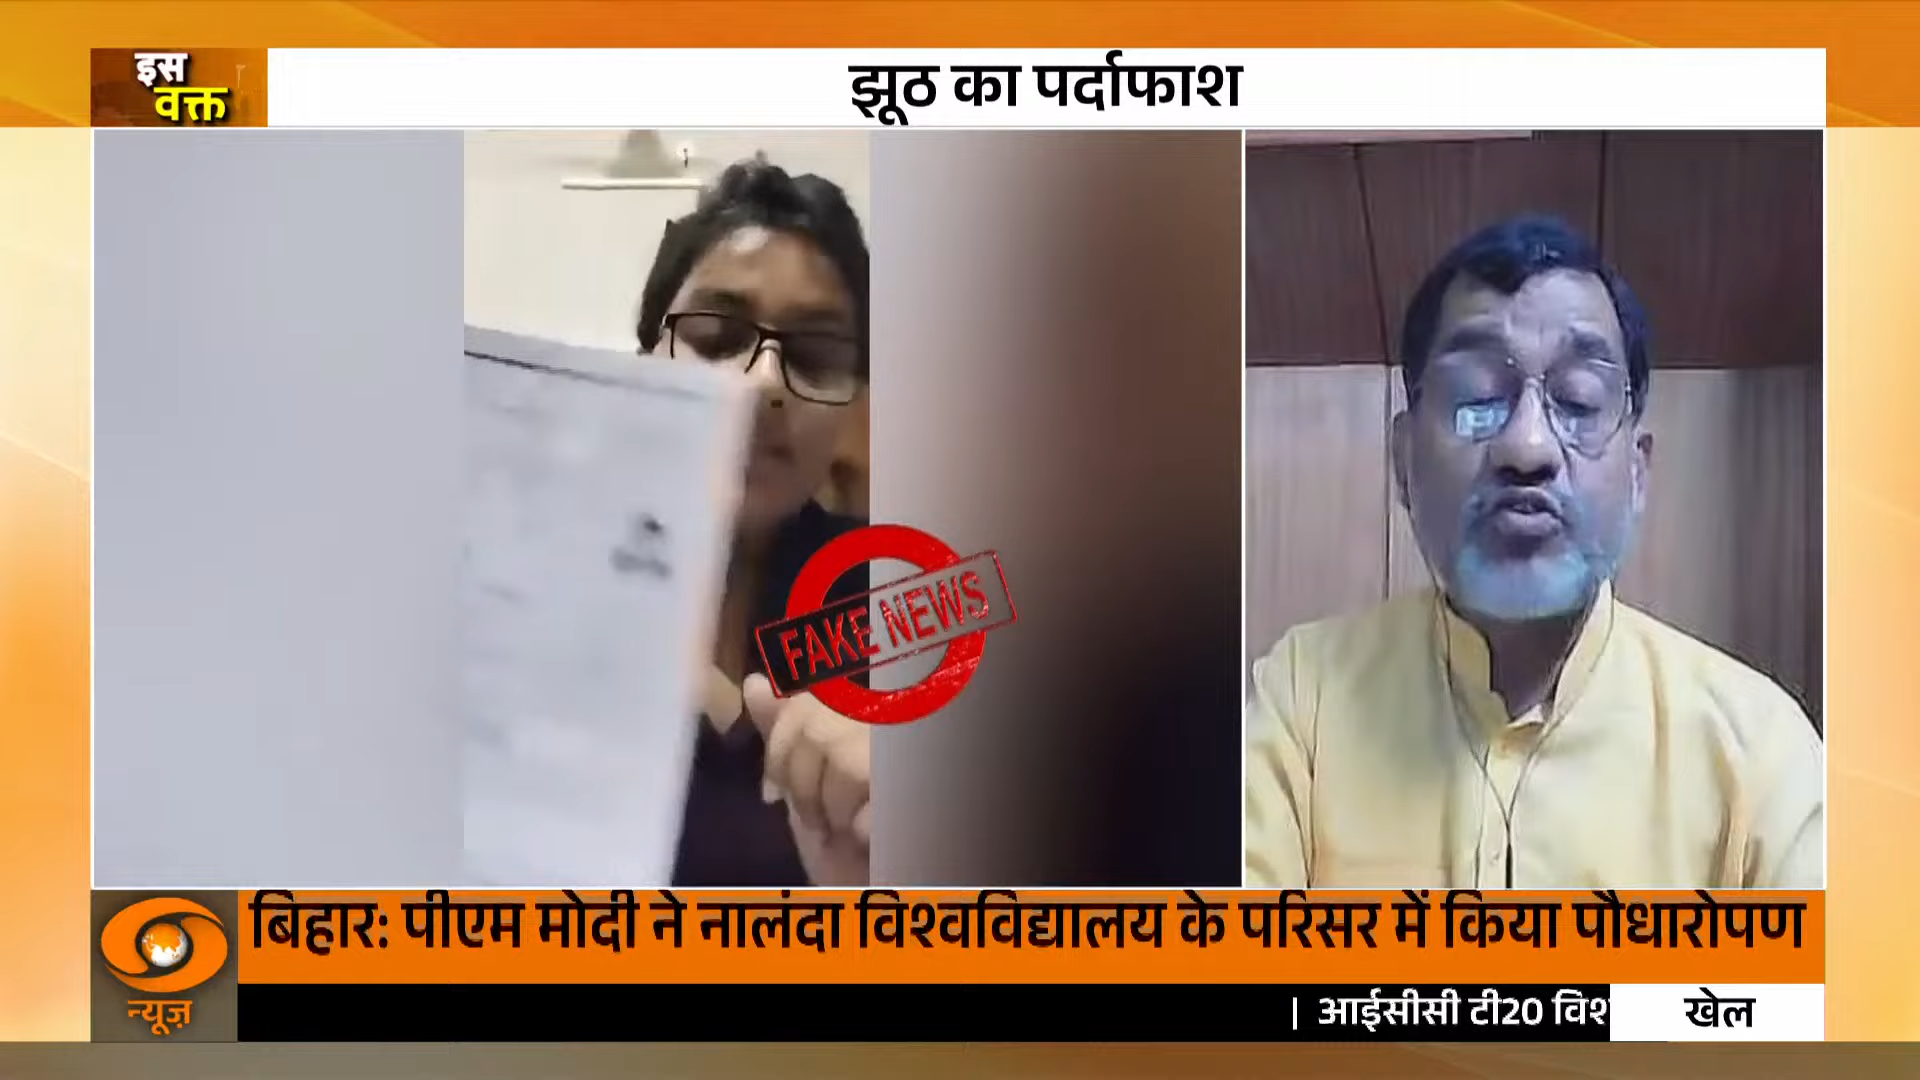 इस
वक्त
झूठ का पर्दाफाश
FAKE NEWS
बिहार: पीएम मोदी ने नालंदा विश्वविद्यालय के परिसर में किया पौधारोपण
न्यूज़
| आईसीसी टी20
खेल